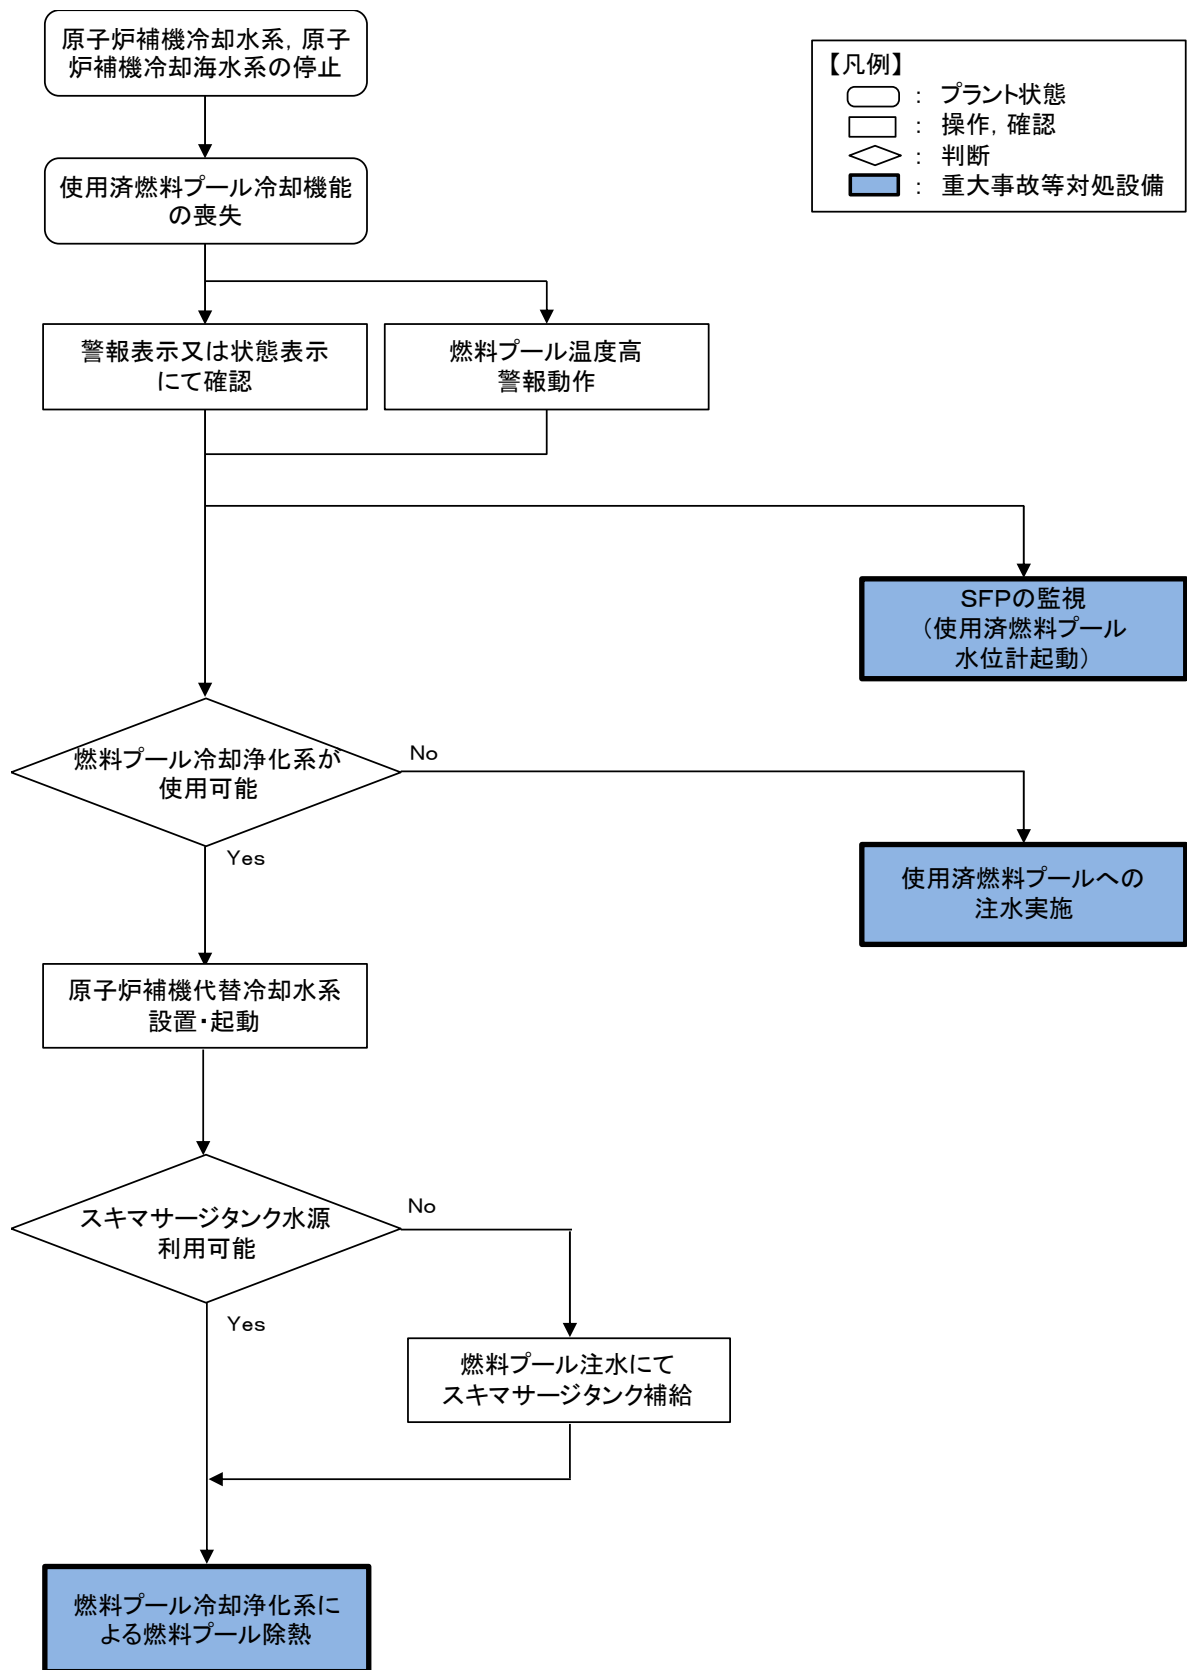 原子炉補機冷却水系，原子
炉補機冷却海水系の停止
【凡例】
： プラント状態
： 操作，確認
： 判断
： 重大事故等対処設備
使用済燃料プール冷却機能
の喪失
警報表示又は状態表示
にて確認
燃料プール温度高
警報動作
SFPの監視
（使用済燃料プール
水位計起動）
燃料プール冷却浄化系が
使用可能
No
Yes
使用済燃料プールへの
注水実施
原子炉補機代替冷却水系
設置・起動
スキマサージタンク水源
利用可能
No
Yes
燃料プール注水にて
スキマサージタンク補給
燃料プール冷却浄化系に
よる燃料プール除熱